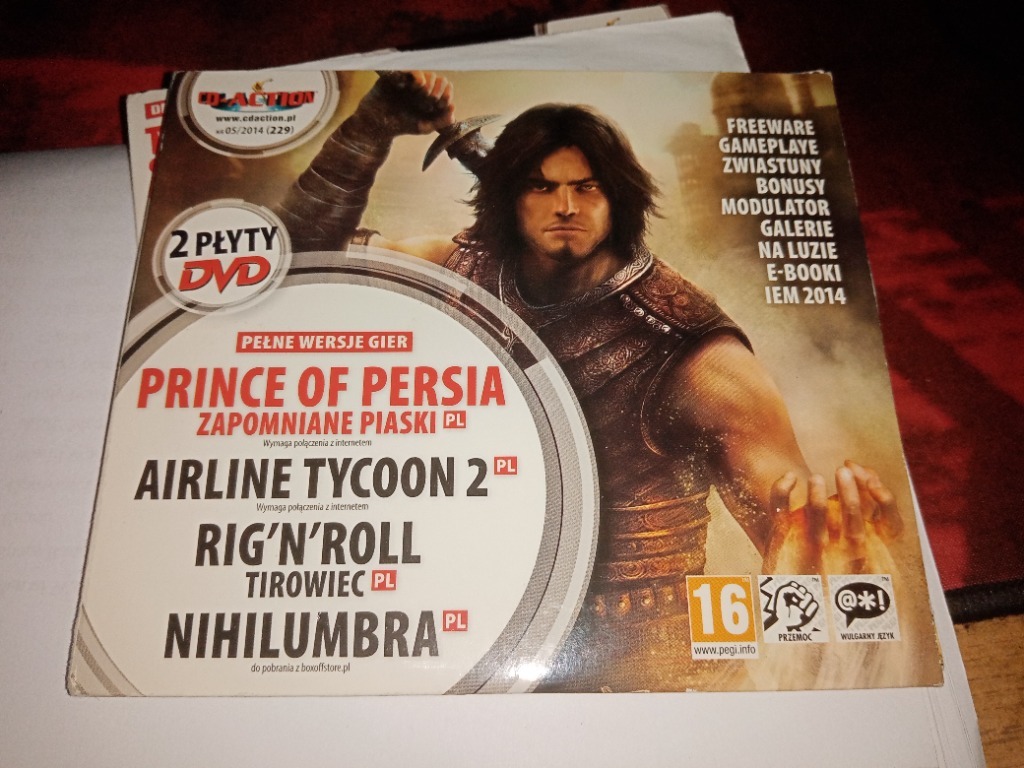 CD-ACTION
www.cdaction.pl
NR 05/2014 (229)
2 PŁYTY
DVD
FREEWARE
GAMEPLAYE
ZWIASTUNY
BONUSY
MODULATOR
GALERIE
NA LUZIE
E-BOOKI
IEM 2014
PEŁNE WERSJE GIER
PRINCE OF PERSIA
ZAPOMNIANE PIASKI PL
Wymaga połączenia z internetem
AIRLINE TYCOON 2 PL
Wymaga połączenia z internetem
RIG'N'ROLL
TIROWIEC PL
NIHILUMBRA PL
do pobrania z boxoffstore.pl
16
www.pegi.info
PRZEMOC
@*!
WULGARNY JĘZYK